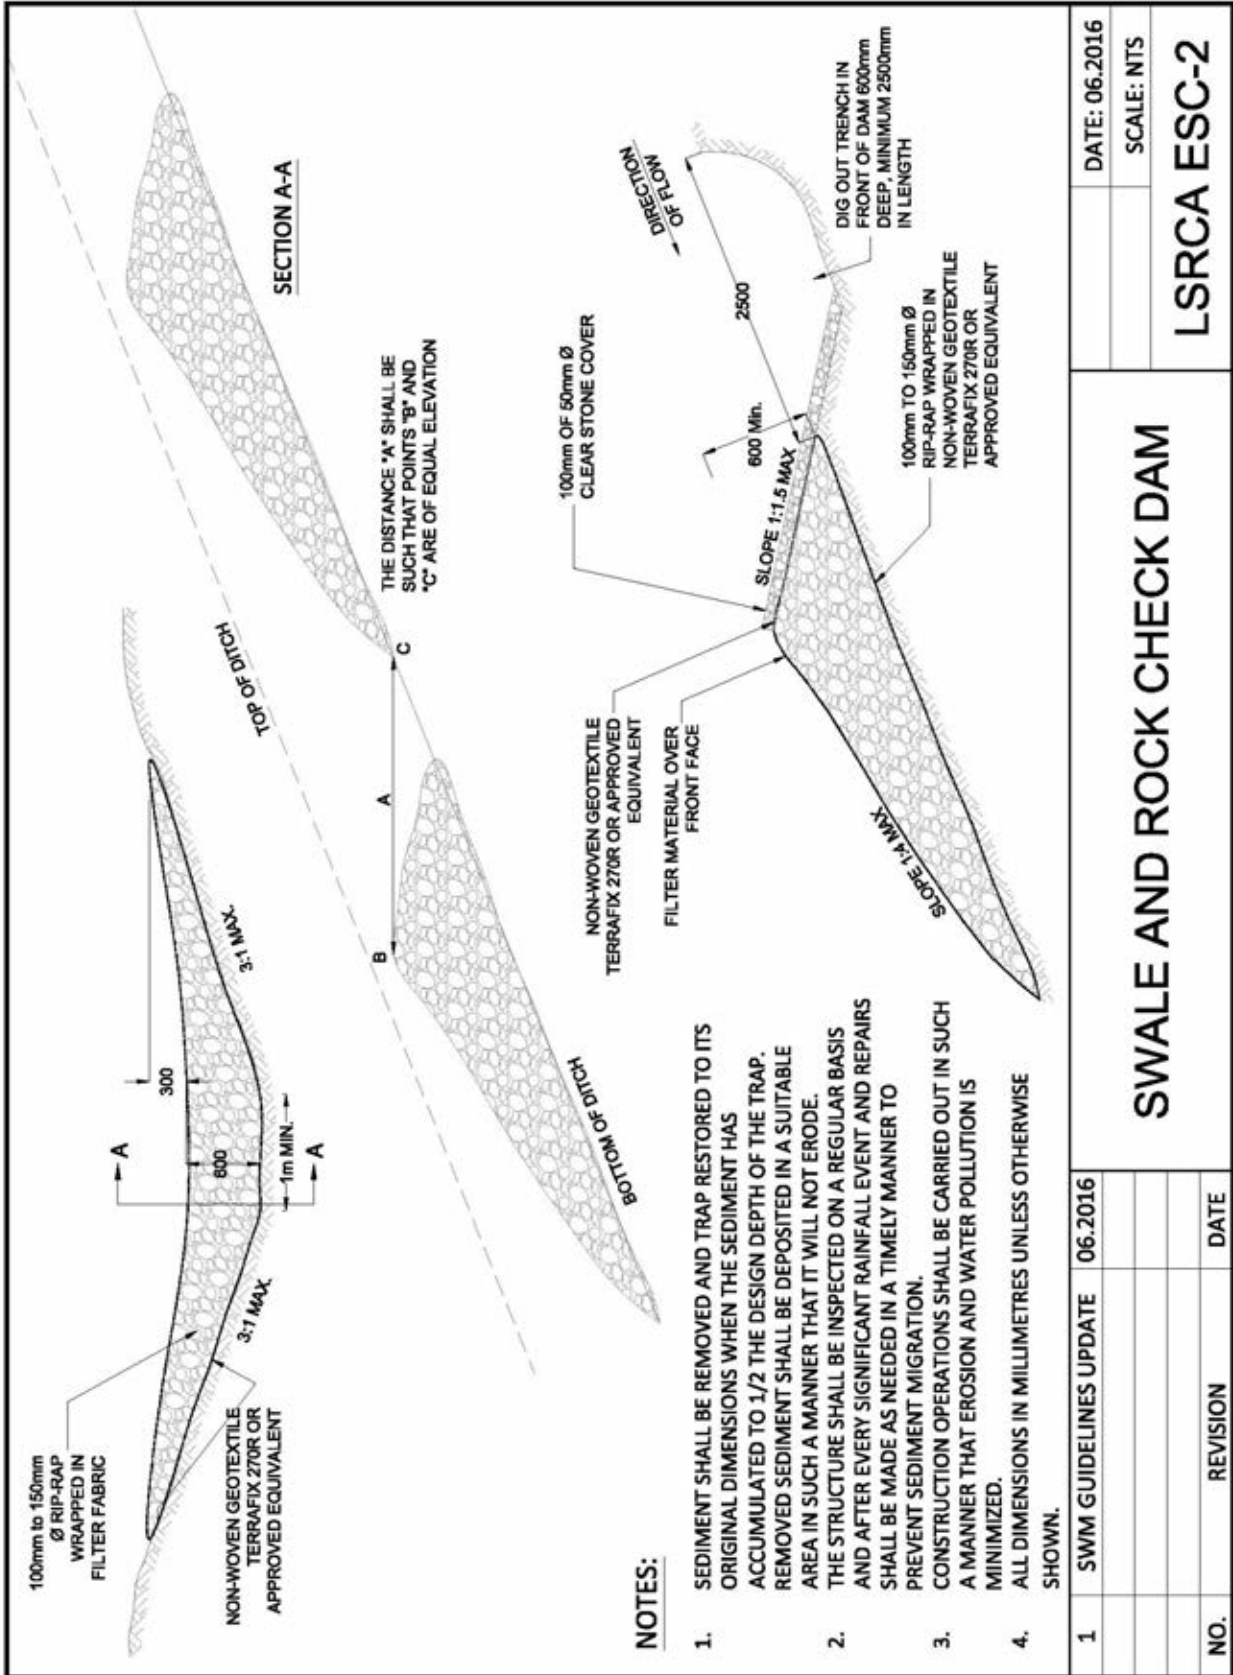 100mm to 150mm
Ø RIP-RAP
WRAPPED IN
FILTER FABRIC
NON-WOVEN GEOTEXTILE
TERRAFIX 270R OR
APPROVED EQUIVALENT
3:1 MAX.
A
A
600
1m MIN.
300
3:1 MAX.
TOP OF DITCH
BOTTOM OF DITCH
B
A
C
THE DISTANCE "A" SHALL BE
SUCH THAT POINTS "B" AND
"C" ARE OF EQUAL ELEVATION
SECTION A-A
NON-WOVEN GEOTEXTILE
TERRAFIX 270R OR APPROVED
EQUIVALENT
FILTER MATERIAL OVER
FRONT FACE
SLOPE 1:4 MAX
100mm OF 50mm Ø
CLEAR STONE COVER
SLOPE 1:1.5 MAX
600 Min.
2500
DIRECTION
OF FLOW
DIG OUT TRENCH IN
FRONT OF DAM 600mm
DEEP, MINIMUM 2500mm
IN LENGTH
100mm TO 150mm Ø
RIP-RAP WRAPPED IN
NON-WOVEN GEOTEXTILE
TERRAFIX 270R OR
APPROVED EQUIVALENT
NOTES:
1. SEDIMENT SHALL BE REMOVED AND TRAP RESTORED TO ITS
ORIGINAL DIMENSIONS WHEN THE SEDIMENT HAS
ACCUMULATED TO 1/2 THE DESIGN DEPTH OF THE TRAP.
REMOVED SEDIMENT SHALL BE DEPOSITED IN A SUITABLE
AREA IN SUCH A MANNER THAT IT WILL NOT ERODE.
2. THE STRUCTURE SHALL BE INSPECTED ON A REGULAR BASIS
AND AFTER EVERY SIGNIFICANT RAINFALL EVENT AND REPAIRS
SHALL BE MADE AS NEEDED IN A TIMELY MANNER TO
PREVENT SEDIMENT MIGRATION.
3. CONSTRUCTION OPERATIONS SHALL BE CARRIED OUT IN SUCH
A MANNER THAT EROSION AND WATER POLLUTION IS
MINIMIZED.
4. ALL DIMENSIONS IN MILLIMETRES UNLESS OTHERWISE
SHOWN.
1 SWM GUIDELINES UPDATE 06.2016
NO. REVISION DATE
SWALE AND ROCK CHECK DAM
DATE: 06.2016
SCALE: NTS
LSRCA ESC-2